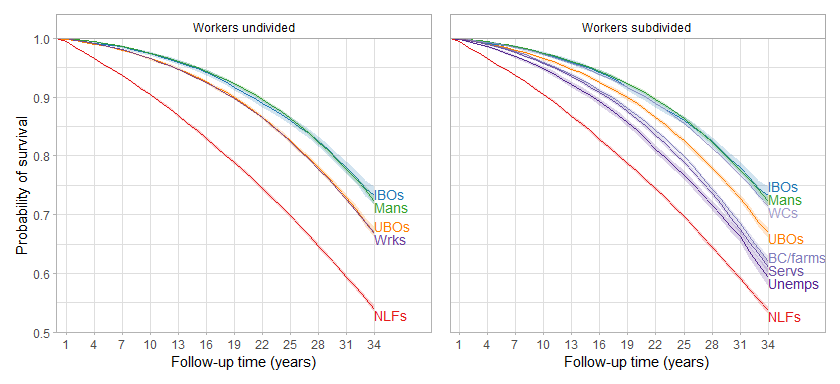 Workers undivided
Workers subdivided
Probability of survival
1.0
0.9
0.8
0.7
0.6
0.5
IBOs
Mans
UBOs
Wrks
NLFs
IBOs
Mans
WCs
UBOs
BC/farms
Servs
Unemps
NLFs
1 4 7 10 13 16 19 22 25 28 31 34
1 4 7 10 13 16 19 22 25 28 31 34
Follow-up time (years)
Follow-up time (years)